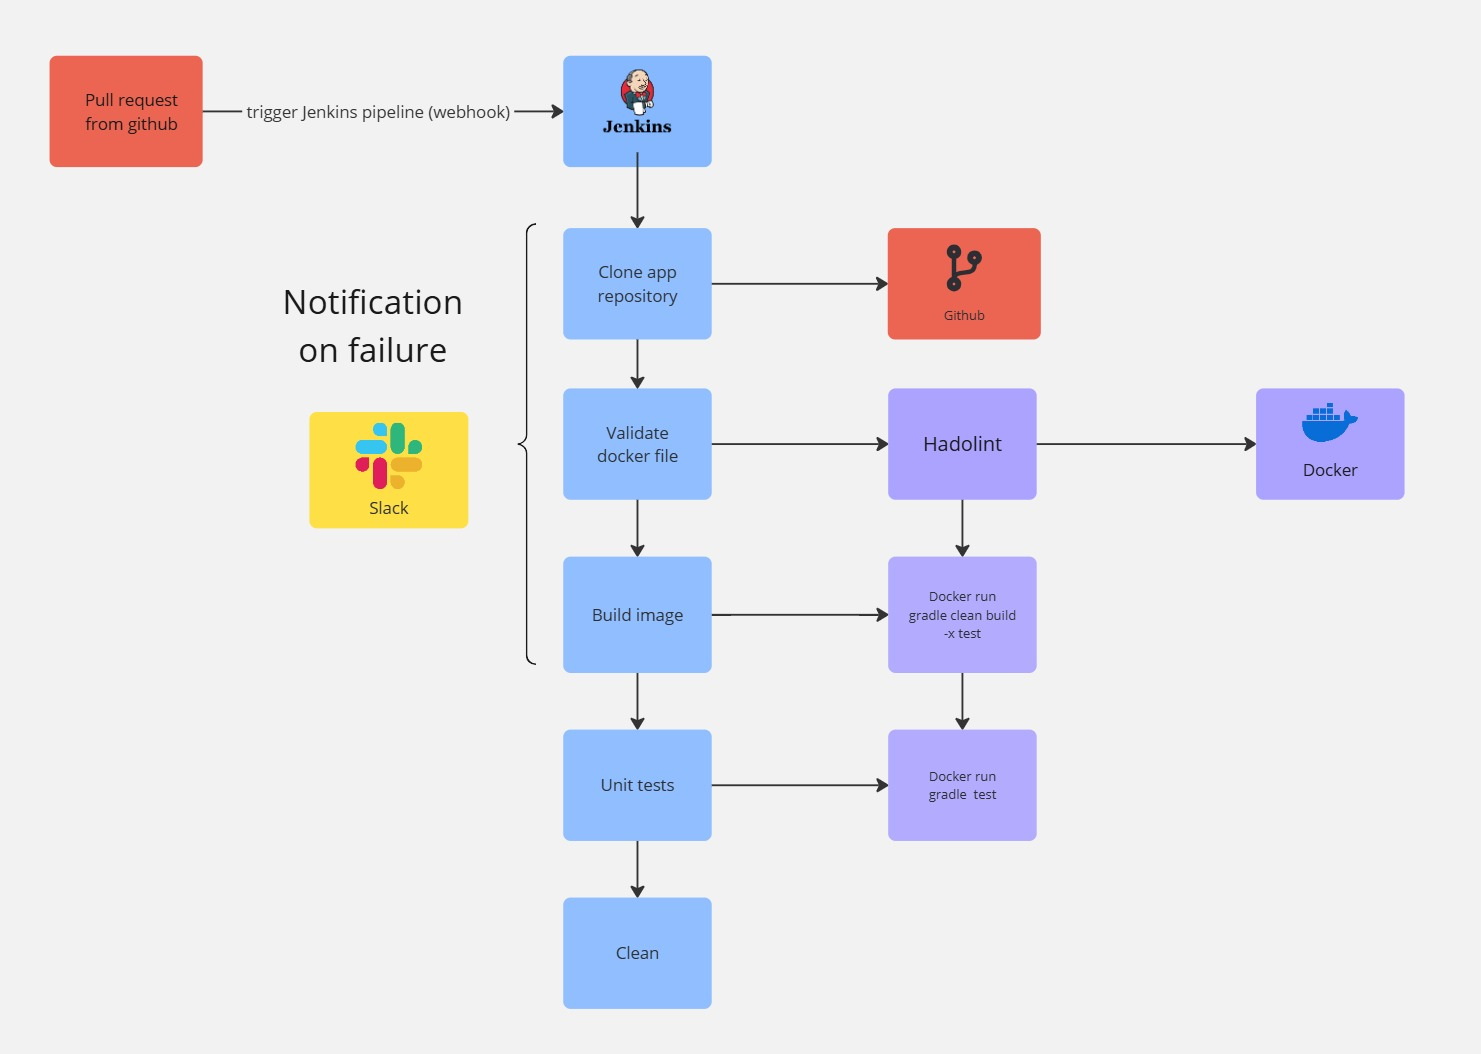 Pull request
from github
trigger Jenkins pipeline (webhook)
Jenkins
Clone app
repository
Github
Notification
on failure
Slack
Validate
docker file
Hadolint
Docker
Build image
Docker run
gradle clean build
-x test
Unit tests
Docker run
gradle  test
Clean